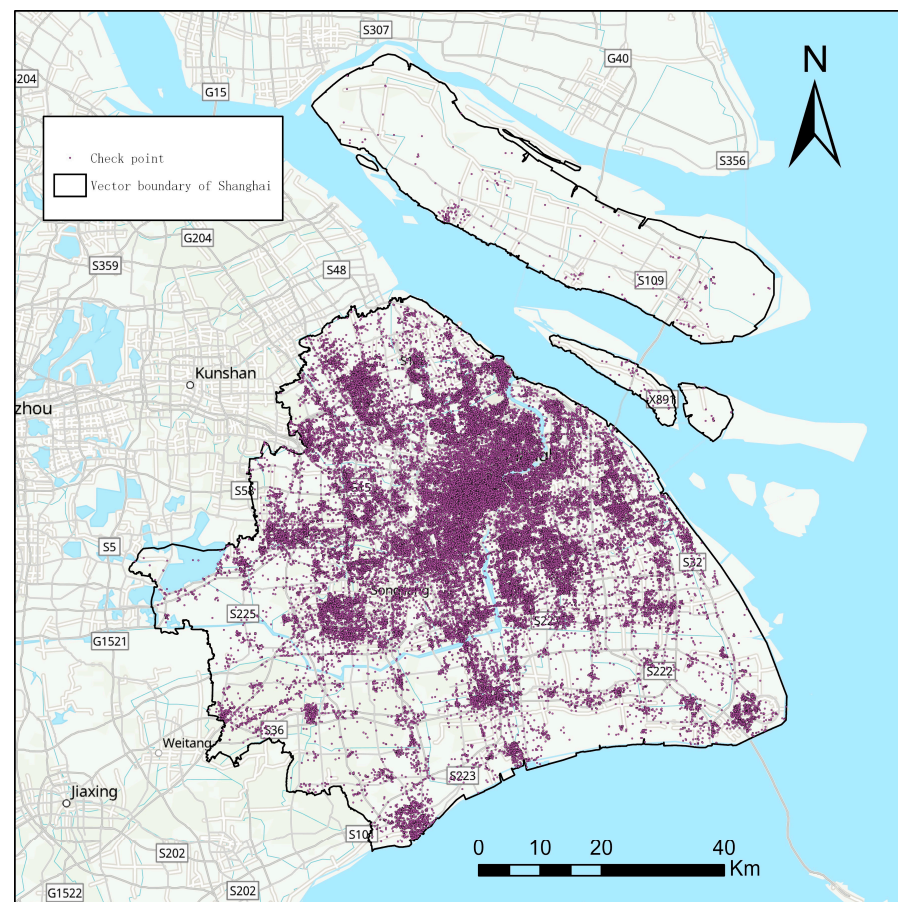 S307
G40
N
204
G15
Check point
Vector boundary of Shanghai
S356
G204
S359
S48
S109
Kunshan
zhou
X891
S58
S5
S32
Songjiang
S225
G1521
S222
S36
Weitang
S223
Jiaxing
S101
S202
0 10 20 40
Km
G1522
S202